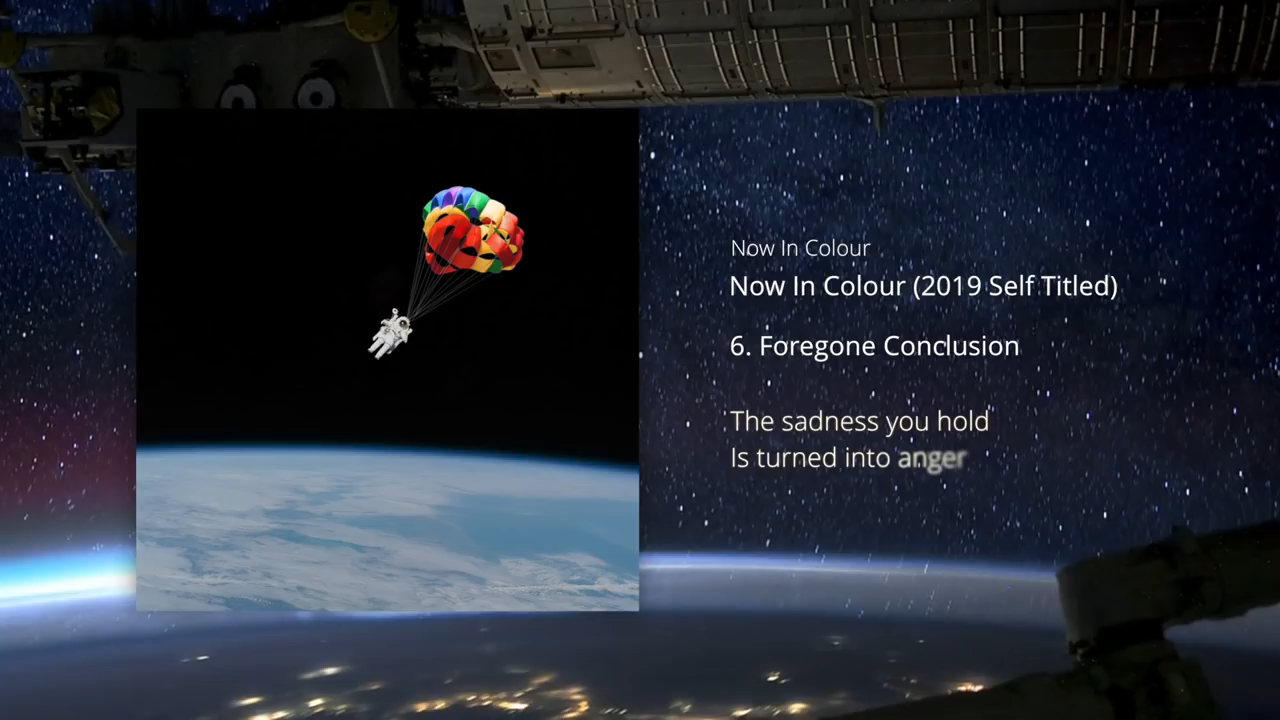 Now In Colour
Now In Colour (2019 Self Titled)
6. Foregone Conclusion
The sadness you hold
Is turned into anger